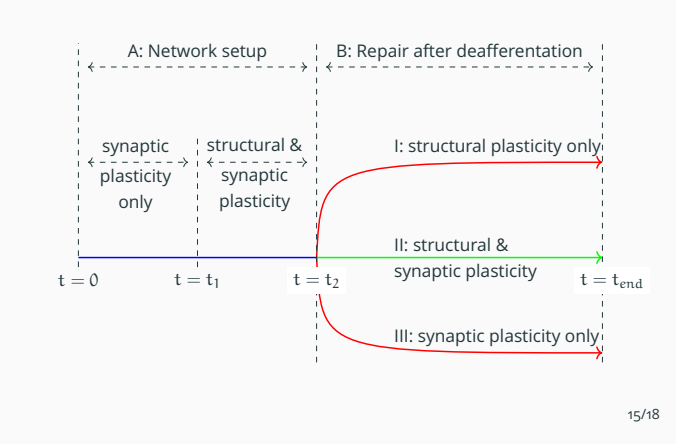 A: Network setup
B: Repair after deafferentation
synaptic
plasticity
only
structural &
synaptic
plasticity
I: structural plasticity only
II: structural &
synaptic plasticity
t = 0
t = t₁
t = t₂
t = tₑₙd
III: synaptic plasticity only
15/18